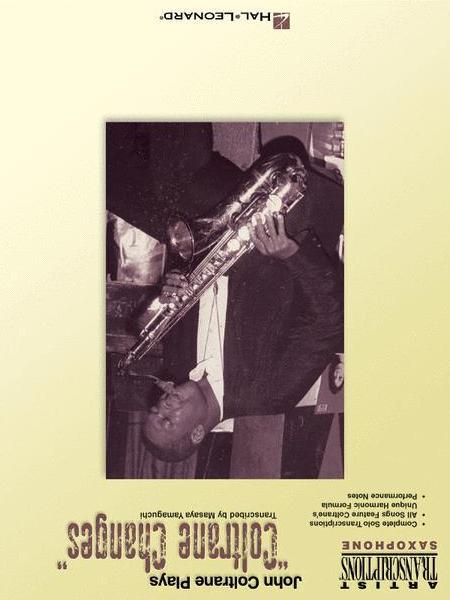 ARTIST
TRANSCRIPTIONS®
SAXOPHONE
• Complete Solo Transcriptions
• All Songs Feature Coltrane's
Unique Harmonic Formula
• Performance Notes
John Coltrane Plays
"Coltrane Changes"
Transcribed by Masaya Yamaguchi
HAL•LEONARD®